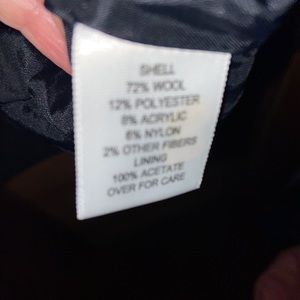 SHELL
72% WOOL
12% POLYESTER
8% ACRYLIC
6% NYLON
2% OTHER FIBERS
LINING
100% ACETATE
OVER FOR CARE